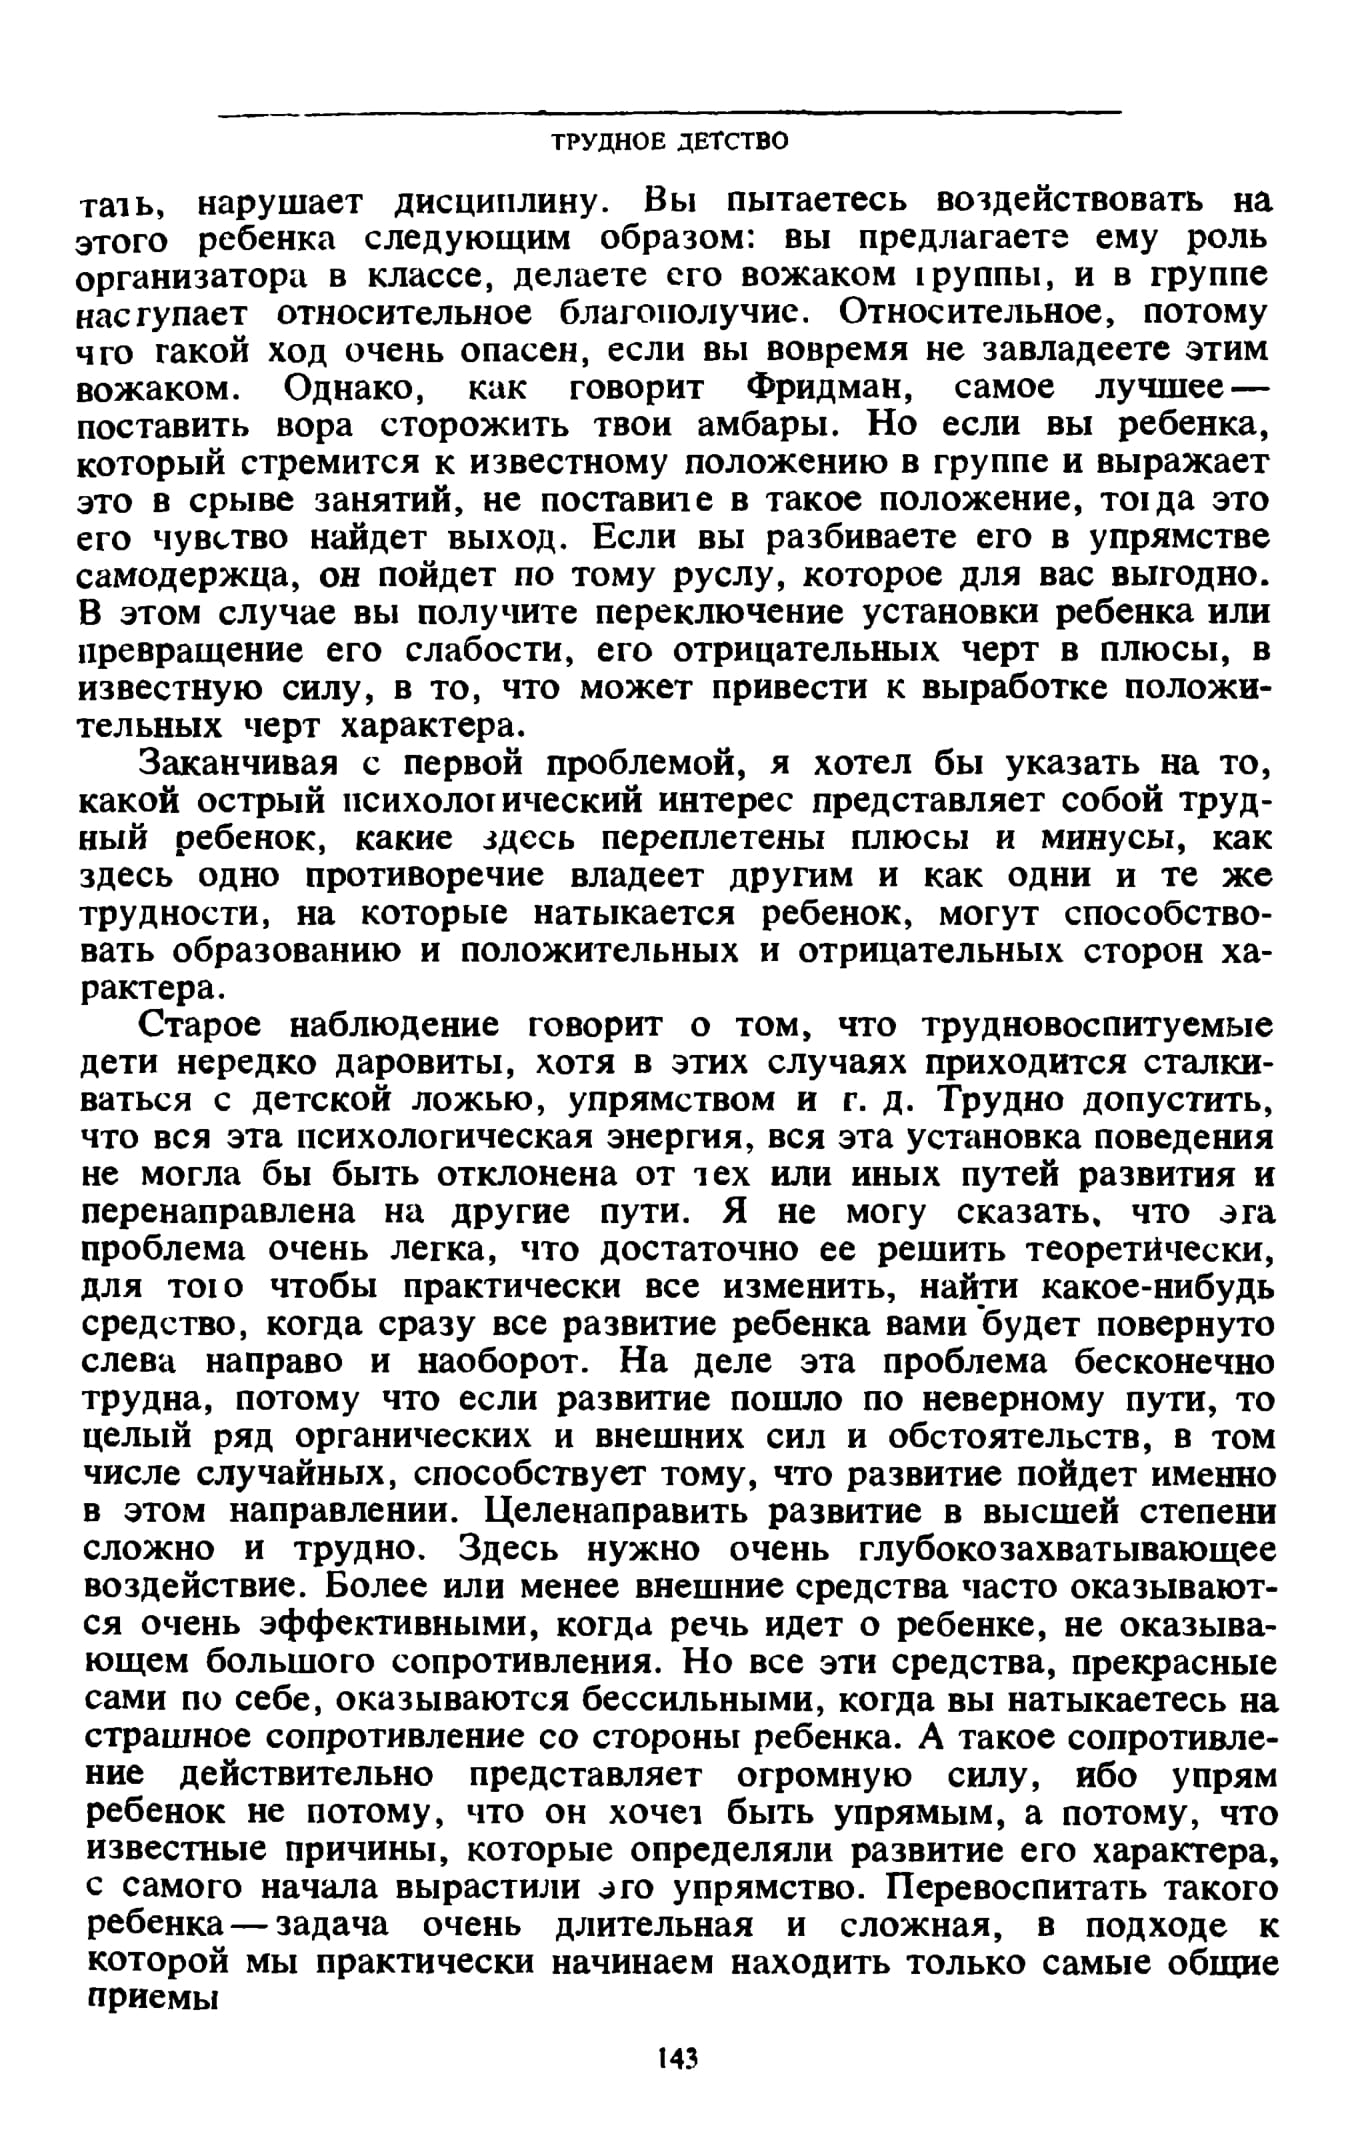 ТРУДНОЕ ДЕТСТВО
тать, нарушает дисциплину. Вы пытаетесь воздействовать на
этого ребенка следующим образом: вы предлагаете ему роль
организатора в классе, делаете его вожаком группы, и в группе
наступает относительное благополучие. Относительное, потому
что такой ход очень опасен, если вы вовремя не завладеете этим
вожаком. Однако, как говорит Фридман, самое лучшее—
поставить вора сторожить твои амбары. Но если вы ребенка,
который стремится к известному положению в группе и выражает
это в срыве занятий, не поставите в такое положение, тогда это
его чувство найдет выход. Если вы разбиваете его в упрямстве
самодержца, он пойдет по тому руслу, которое для вас выгодно.
В этом случае вы получите переключение установки ребенка или
превращение его слабости, его отрицательных черт в плюсы, в
известную силу, в то, что может привести к выработке положи-
тельных черт характера.
Заканчивая с первой проблемой, я хотел бы указать на то,
какой острый психологический интерес представляет собой труд-
ный ребенок, какие здесь переплетены плюсы и минусы, как
здесь одно противоречие владеет другим и как одни и те же
трудности, на которые натыкается ребенок, могут способство-
вать образованию и положительных и отрицательных сторон ха-
рактера.
Старое наблюдение говорит о том, что трудновоспитуемые
дети нередко даровиты, хотя в этих случаях приходится сталки-
ваться с детской ложью, упрямством и т. д. Трудно допустить,
что вся эта психологическая энергия, вся эта установка поведения
не могла бы быть отклонена от тех или иных путей развития и
перенаправлена на другие пути. Я не могу сказать, что эта
проблема очень легка, что достаточно ее решить теоретически,
для того чтобы практически все изменить, найти какое-нибудь
средство, когда сразу все развитие ребенка вами будет повернуто
слева направо и наоборот. На деле эта проблема бесконечно
трудна, потому что если развитие пошло по неверному пути, то
целый ряд органических и внешних сил и обстоятельств, в том
числе случайных, способствует тому, что развитие пойдет именно
в этом направлении. Целенаправить развитие в высшей степени
сложно и трудно. Здесь нужно очень глубокозахватывающее
воздействие. Более или менее внешние средства часто оказывают-
ся очень эффективными, когда речь идет о ребенке, не оказыва-
ющем большого сопротивления. Но все эти средства, прекрасные
сами по себе, оказываются бессильными, когда вы натыкаетесь на
страшное сопротивление со стороны ребенка. А такое сопротивле-
ние действительно представляет огромную силу, ибо упрям
ребенок не потому, что он хочет быть упрямым, а потому, что
известные причины, которые определяли развитие его характера,
с самого начала вырастили это упрямство. Перевоспитать такого
ребенка—задача очень длительная и сложная, в подходе к
которой мы практически начинаем находить только самые общие
приемы
143